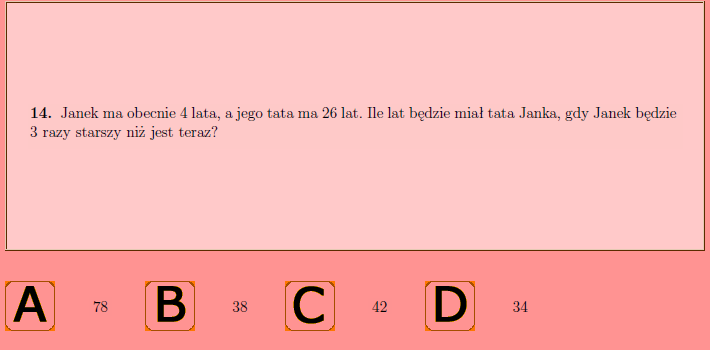 14. Janek ma obecnie 4 lata, a jego tata ma 26 lat. Ile lat będzie miał tata Janka, gdy Janek będzie
3 razy starszy niż jest teraz?
A 78 B 38 C 42 D 34